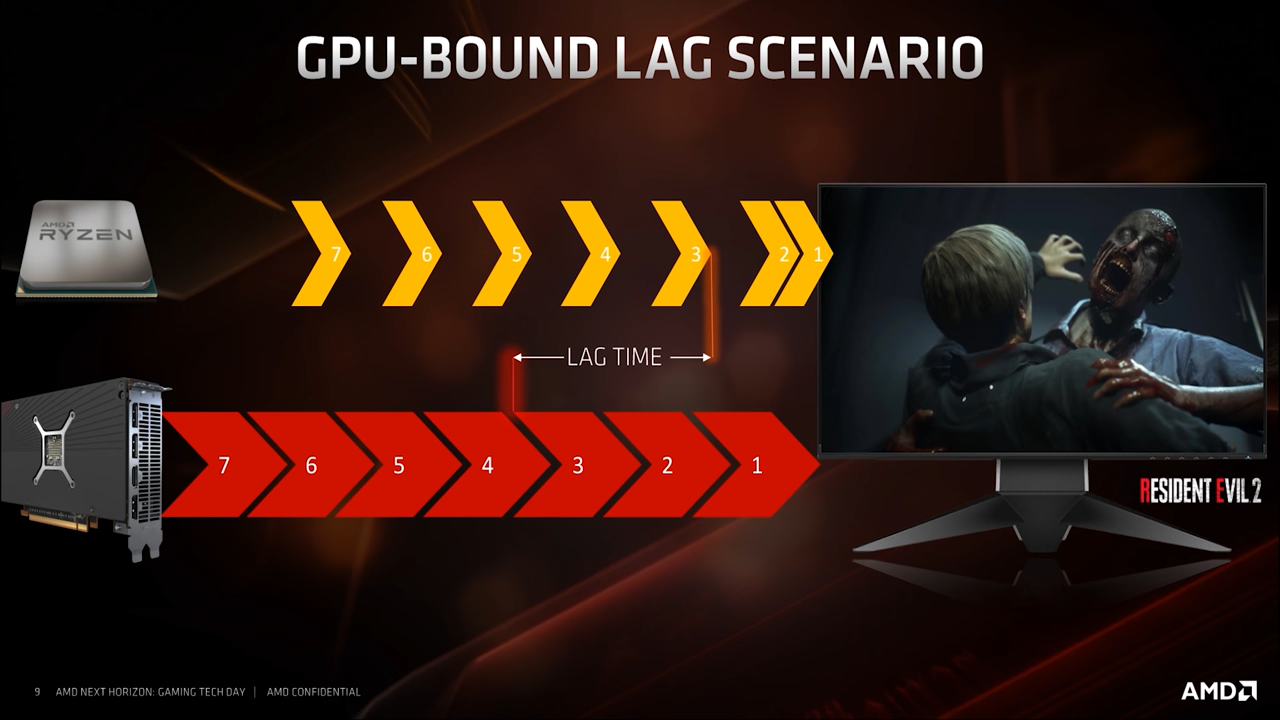 GPU-BOUND LAG SCENARIO
AMD
RYZEN
7 6 5 4 3 2 1
LAG TIME
7 6 5 4 3 2 1
RESIDENT EVIL 2
9 AMD NEXT HORIZON: GAMING TECH DAY | AMD CONFIDENTIAL
AMD